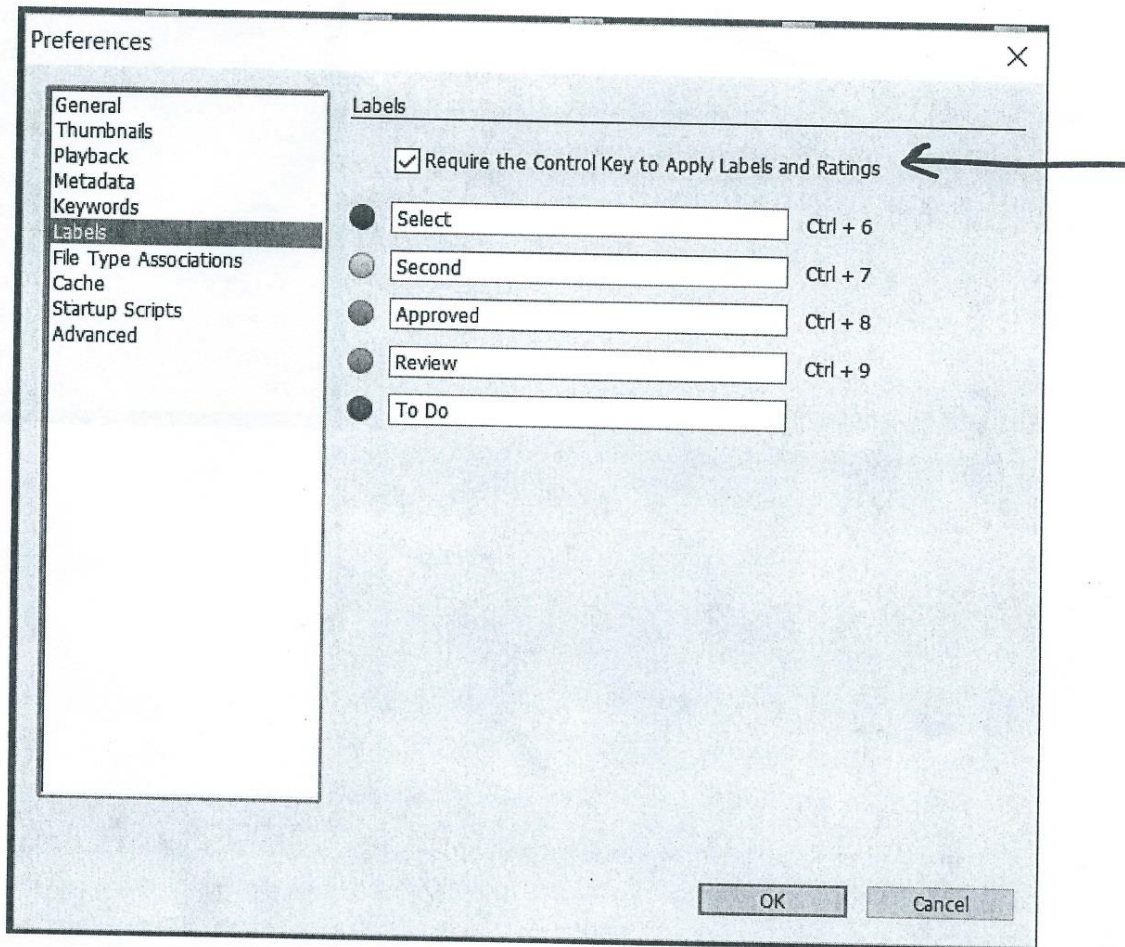 Preferences
General
Thumbnails
Playback
Metadata
Keywords
Labels
File Type Associations
Cache
Startup Scripts
Advanced
Labels
Require the Control Key to Apply Labels and Ratings
Select Ctrl + 6
Second Ctrl + 7
Approved Ctrl + 8
Review Ctrl + 9
To Do
OK Cancel